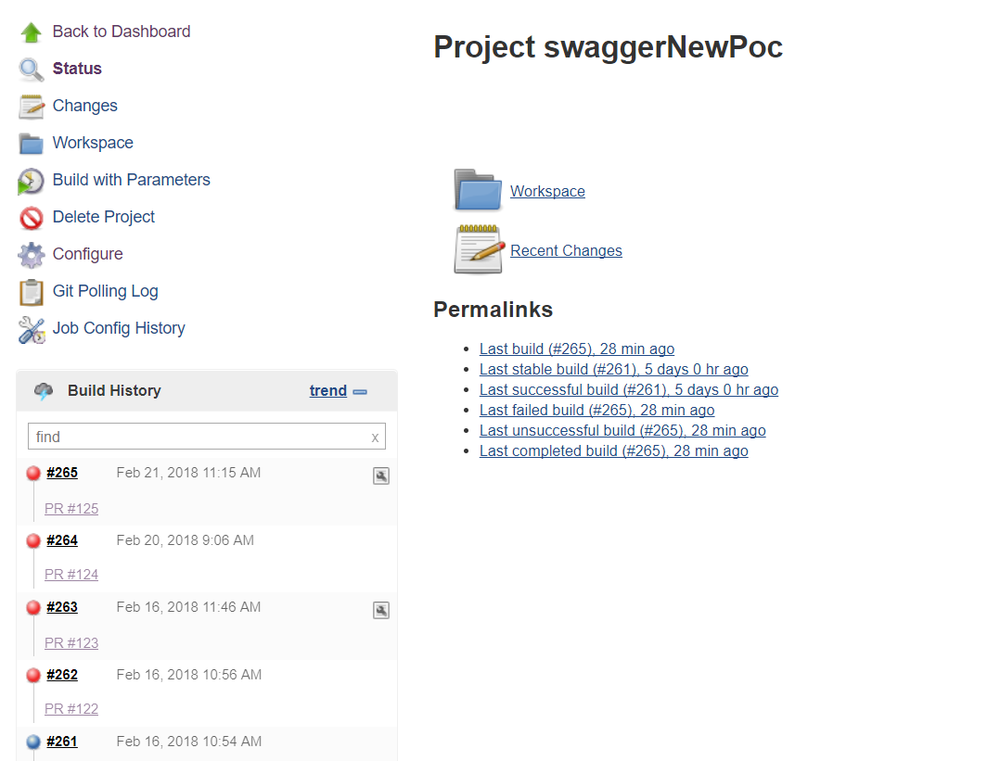 Back to Dashboard
Status
Changes
Workspace
Build with Parameters
Delete Project
Configure
Git Polling Log
Job Config History
Build History trend
find x
#265 Feb 21, 2018 11:15 AM
PR #125
#264 Feb 20, 2018 9:06 AM
PR #124
#263 Feb 16, 2018 11:46 AM
PR #123
#262 Feb 16, 2018 10:56 AM
PR #122
#261 Feb 16, 2018 10:54 AM
Project swaggerNewPoc
Workspace
Recent Changes
Permalinks
Last build (#265), 28 min ago
Last stable build (#261), 5 days 0 hr ago
Last successful build (#261), 5 days 0 hr ago
Last failed build (#265), 28 min ago
Last unsuccessful build (#265), 28 min ago
Last completed build (#265), 28 min ago